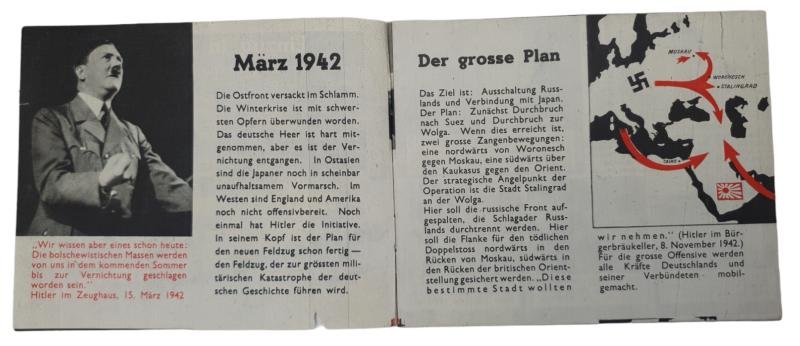 März 1942
Die Ostfront versackt im Schlamm.
Die Winterkrise ist mit schwer-
sten Opfern überwunden worden.
Das deutsche Heer ist hart mit-
genommen, aber es ist der Ver-
nichtung entgangen. In Ostasien
sind die Japaner noch in scheinbar
unaufhaltsamem Vormarsch. Im
Westen sind England und Amerika
noch nicht offensivbereit. Noch
einmal hat Hitler die Initiative.
In seinem Kopf ist der Plan für
den neuen Feldzug schon fertig —
den Feldzug, der zur grössten mili-
tärischen Katastrophe der deut-
schen Geschichte führen wird.
„Wir wissen aber eines schon heute:
Die bolschewistischen Massen werden
von uns in dem kommenden Sommer
bis zur Vernichtung geschlagen
worden sein."
Hitler im Zeughaus, 15. März 1942
Der grosse Plan
Das Ziel ist: Ausschaltung Russ-
lands und Verbindung mit Japan.
Der Plan: Zunächst Durchbruch
nach Suez und Durchbruch zur
Wolga. Wenn dies erreicht ist,
zwei grosse Zangenbewegungen:
eine nordwärts von Woronesch
gegen Moskau, eine südwärts über
den Kaukasus gegen den Orient.
Der strategische Angelpunkt der
Operation ist die Stadt Stalingrad
an der Wolga.
Hier soll die russische Front auf-
gespalten, die Schlagader Russ-
lands durchtrennt werden. Hier
soll die Flanke für den tödlichen
Doppelstoss nordwärts in den
Rücken von Moskau, südwärts in
den Rücken der britischen Orient-
stellung gesichert werden. „Diese
bestimmte Stadt wollten
MOSKAU
WORONESCH
STALINGRAD
CAIRO
wir nehmen." (Hitler im Bür-
gerbräukeller, 8. November 1942.)
Für die grosse Offensive werden
alle Kräfte Deutschlands und
seiner Verbündeten mobil-
gemacht.